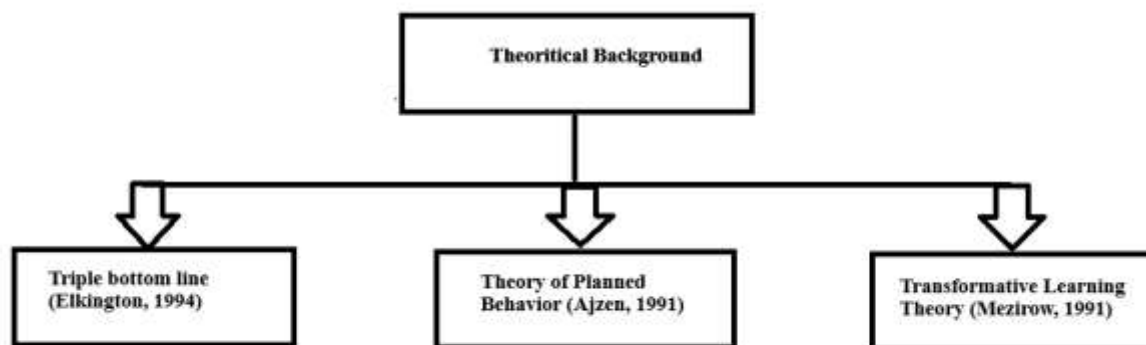 Theoritical Background
Triple bottom line
(Elkington, 1994)
Theory of Planned
Behavior (Ajzen, 1991)
Transformative Learning
Theory (Mezirow, 1991)